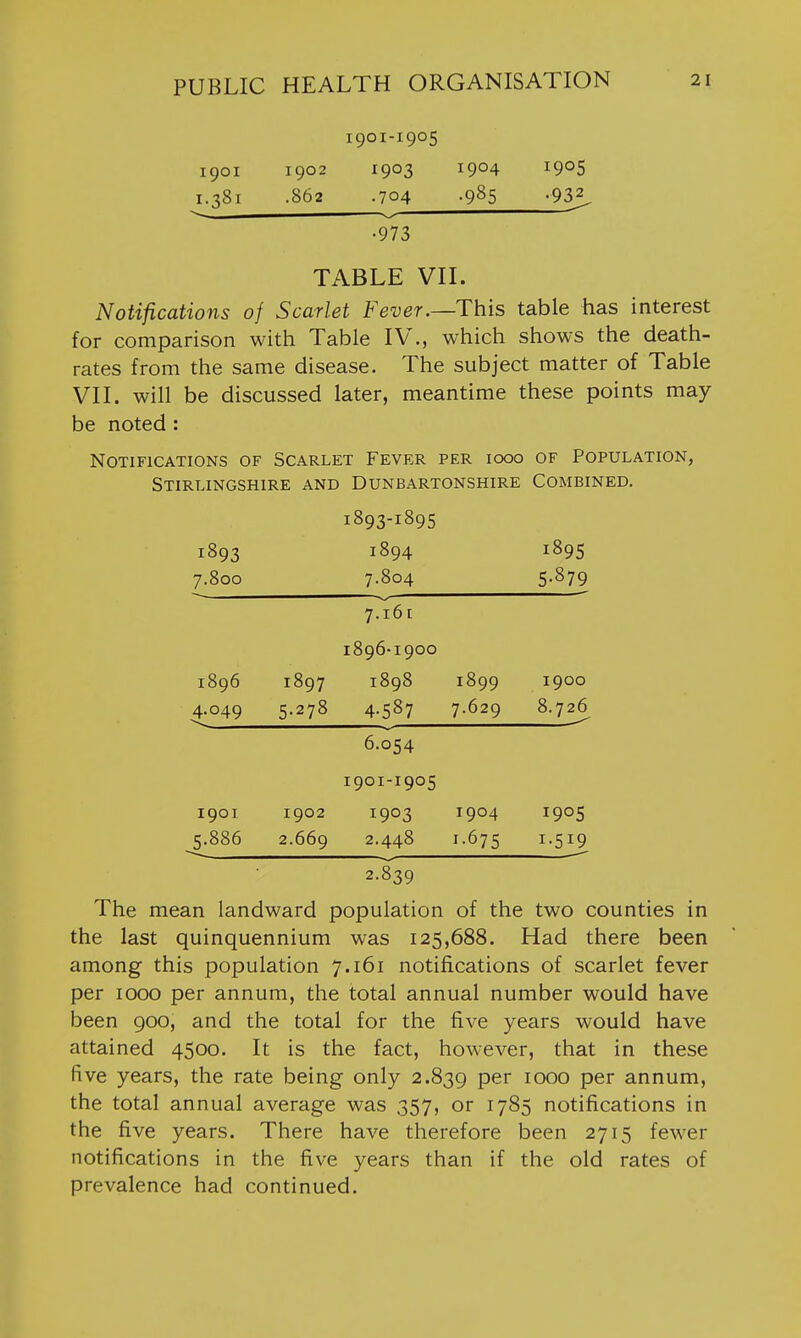 PUBLIC HEALTH ORGANISATION 21
1901-1905
1901 1902 1903 1904 1905
1.381 .862 .704 .985 .932
.973
TABLE VII.
Notifications of Scarlet Fever.—This table has interest
for comparison with Table IV., which shows the death-
rates from the same disease. The subject matter of Table
VII. will be discussed later, meantime these points may
be noted :
Notifications of Scarlet Fever per 1000 of Population,
Stirlingshire and Dunbartonshire Combined.
1893-1895
1893 1894 1895
7.800 7.804 5.879
7.161
1896-1900
1896 1897 1898 1899 1900
4.049 5.278 4.587 7.629 8.726
6.054
1901-1905
1901 1902 1903 1904 1905
5.886 2.669 2.448 1.675 1.519
2.839
The mean landward population of the two counties in
the last quinquennium was 125,688. Had there been
among this population 7.161 notifications of scarlet fever
per 1000 per annum, the total annual number would have
been 900, and the total for the five years would have
attained 4500. It is the fact, however, that in these
five years, the rate being only 2.839 per 1000 per annum,
the total annual average was 357, or 1785 notifications in
the five years. There have therefore been 2715 fewer
notifications in the five years than if the old rates of
prevalence had continued.